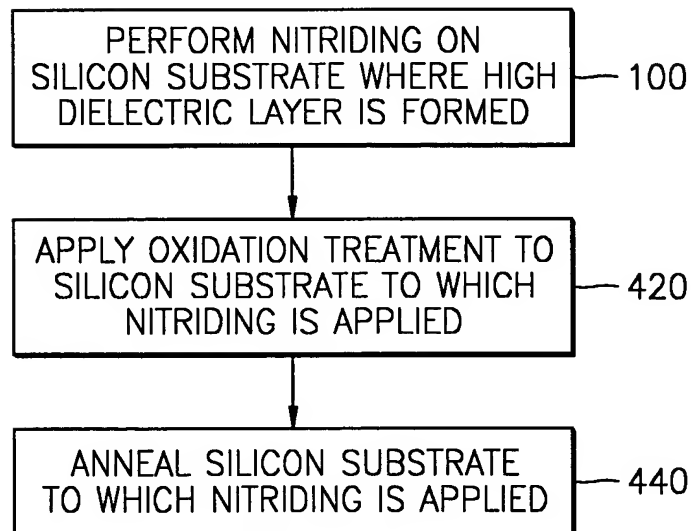 PERFORM NITRIDING ON
SILICON SUBSTRATE WHERE HIGH
DIELECTRIC LAYER IS FORMED
100
APPLY OXIDATION TREATMENT TO
SILICON SUBSTRATE TO WHICH
NITRIDING IS APPLIED
420
ANNEAL SILICON SUBSTRATE
TO WHICH NITRIDING IS APPLIED
440